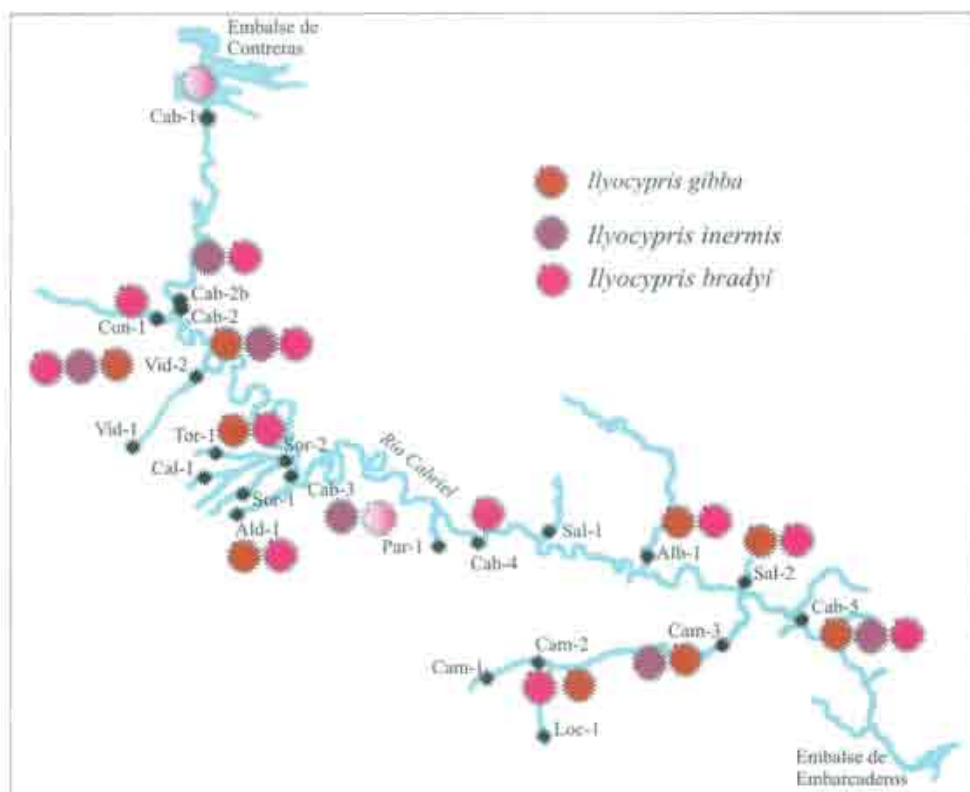 Embalse de
Contreras
Cab-1
Ilyocypris gibba
Ilyocypris inermis
Ilyocypris bradyi
Cab-2b
Cab-2
Con-1
Vid-2
Vid-1
Tor-1
Sor-2
Cal-1
Cab-3
Sor-1
Ald-1
Río Cabriel
Par-1
Cab-4
Sal-1
Alb-1
Sal-2
Cab-5
Cam-3
Cam-2
Cam-1
Loc-1
Embalse de
Embarcaderos